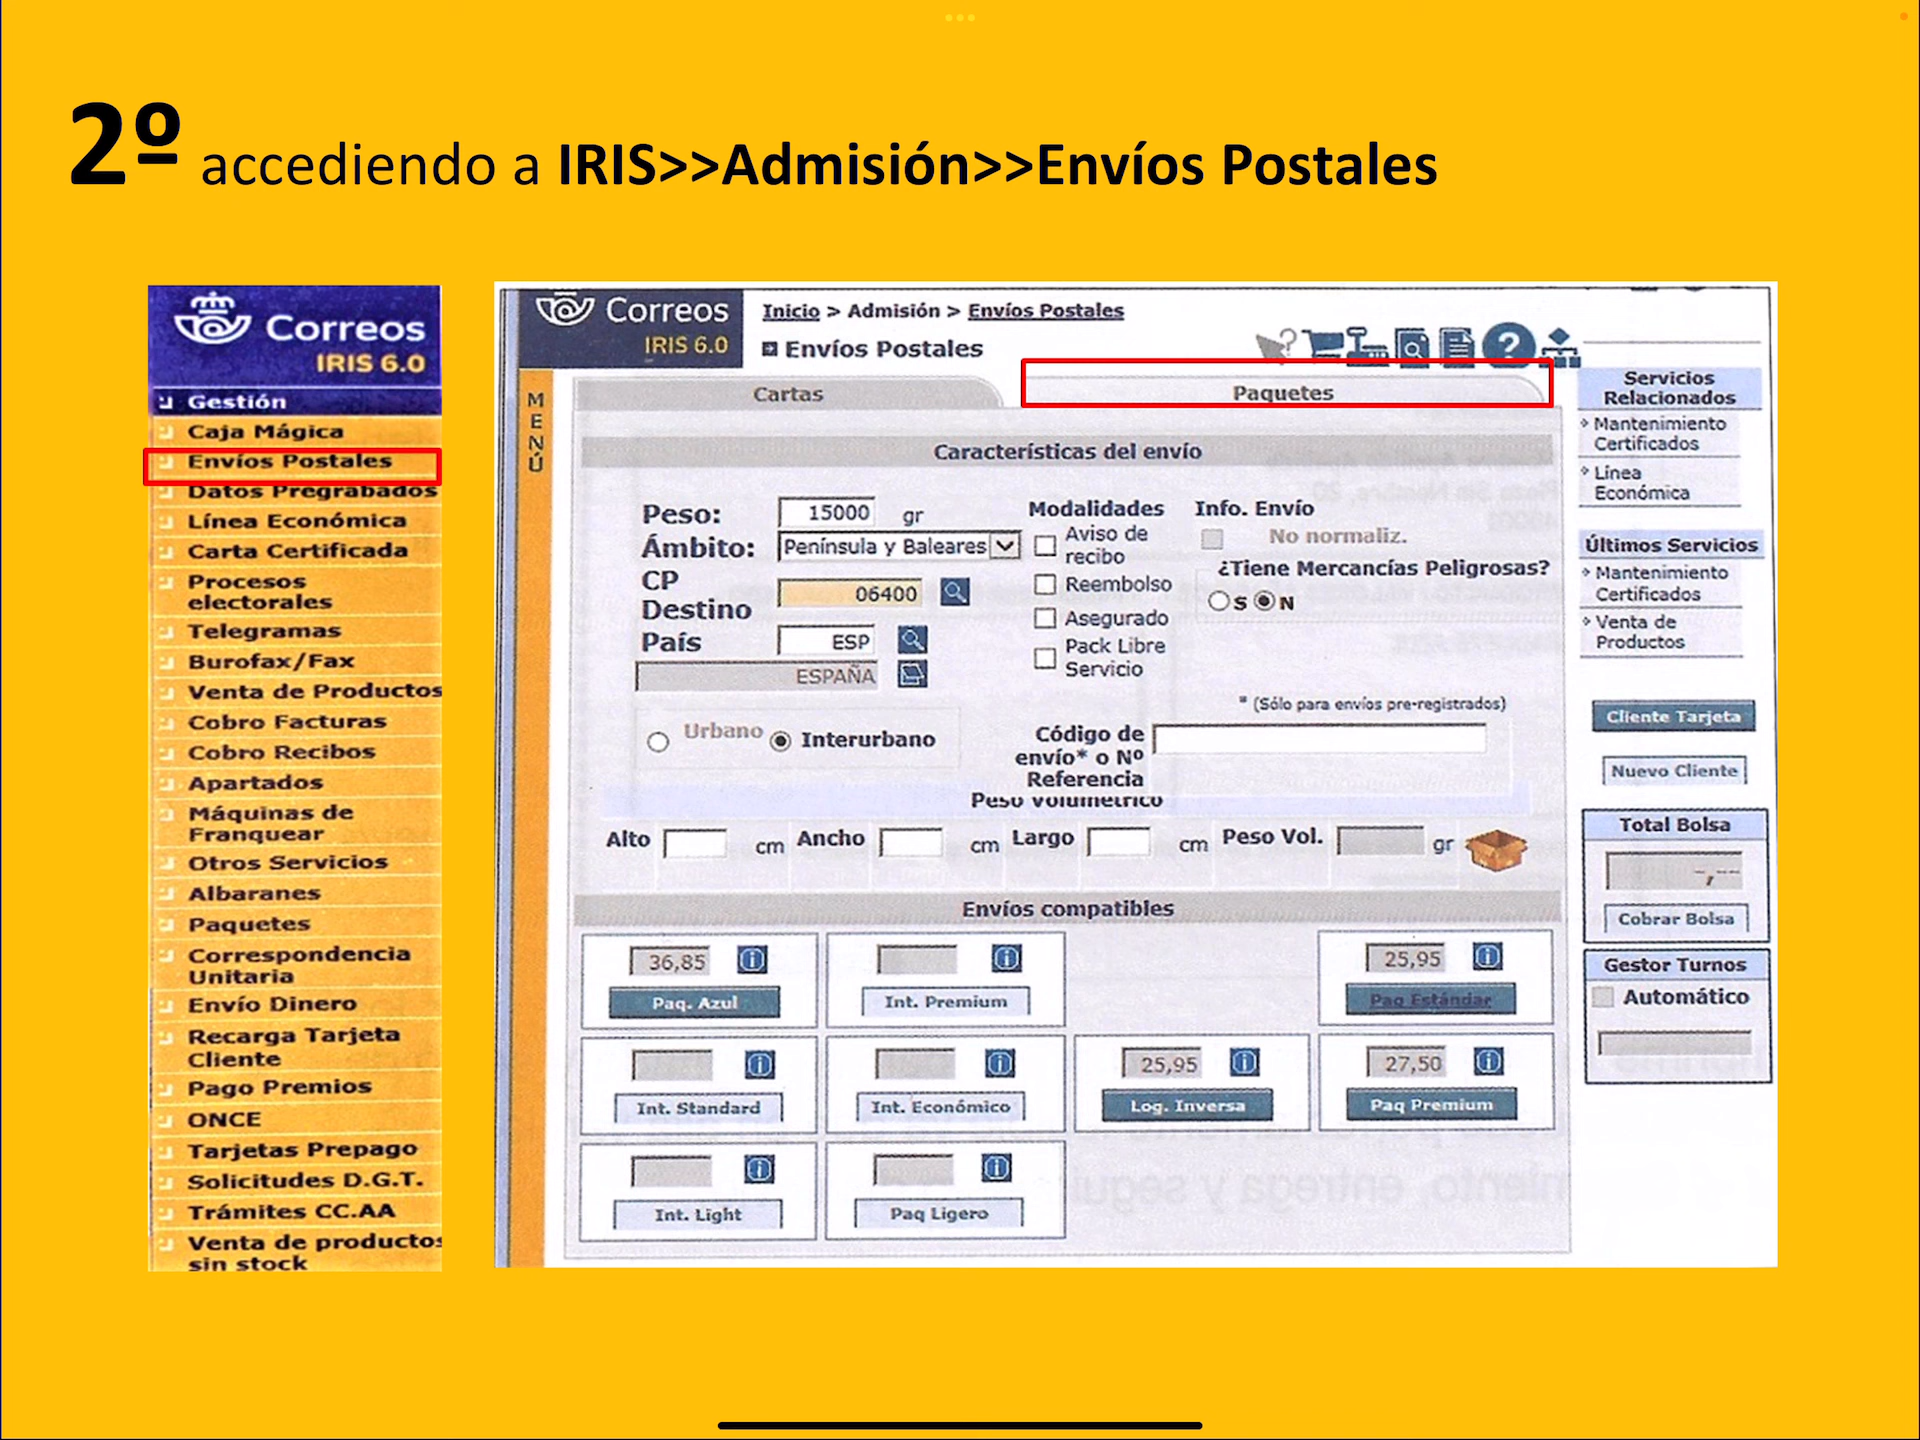 2º accediendo a IRIS>>Admisión>>Envíos Postales
Correos
IRIS 6.0
Gestión
Caja Mágica
Envíos Postales
Datos Pregrabados
Línea Económica
Carta Certificada
Procesos
electorales
Telegramas
Burofax/Fax
Venta de Productos
Cobro Facturas
Cobro Recibos
Apartados
Máquinas de
Franquear
Otros Servicios
Albaranes
Paquetes
Correspondencia
Unitaria
Envío Dinero
Recarga Tarjeta
Cliente
Pago Premios
ONCE
Tarjetas Prepago
Solicitudes D.G.T.
Trámites CC.AA
Venta de productos
sin stock
Correos
IRIS 6.0
Inicio > Admisión > Envíos Postales
Envíos Postales
MENÚ
Cartas
Paquetes
Características del envío
Peso: 15000 gr
Ámbito: Península y Baleares
CP
Destino 06400
País ESP
ESPAÑA
Urbano Interurbano
Modalidades
Aviso de
recibo
Reembolso
Asegurado
Pack Libre
Servicio
Info. Envío
No normaliz.
¿Tiene Mercancías Peligrosas?
S N
* (Sólo para envíos pre-registrados)
Código de
envío* o Nº
Referencia
Peso Volumétrico
Alto cm Ancho cm Largo cm Peso Vol. gr
Envíos compatibles
36,85
Paq. Azul
Int. Premium
25,95
Paq Estándar
Int. Standard
Int. Económico
25,95
Log. Inversa
27,50
Paq Premium
Int. Light
Paq Ligero
Servicios
Relacionados
Mantenimiento
Certificados
Línea
Económica
Últimos Servicios
Mantenimiento
Certificados
Venta de
Productos
Cliente Tarjeta
Nuevo Cliente
Total Bolsa
-,--
Cobrar Bolsa
Gestor Turnos
Automático